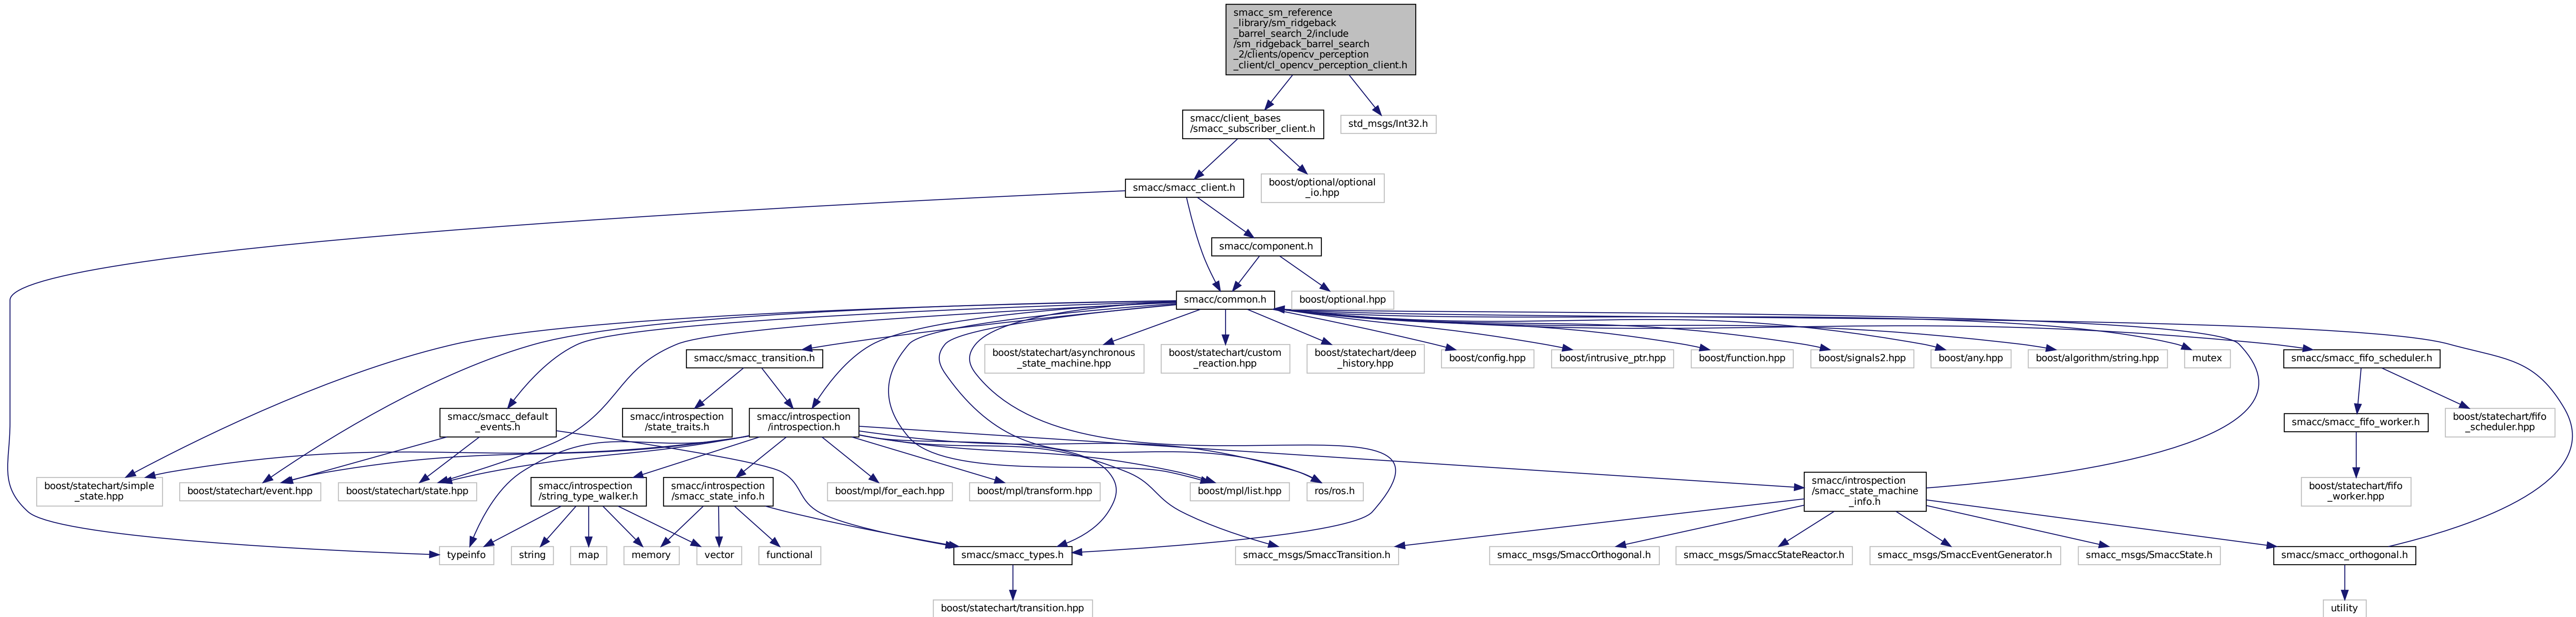 smacc_sm_reference
_library/sm_ridgeback
_barrel_search_2/include
/sm_ridgeback_barrel_search
_2/clients/opencv_perception
_client/cl_opencv_perception_client.h
smacc/client_bases
/smacc_subscriber_client.h
std_msgs/Int32.h
smacc/smacc_client.h
boost/optional/optional
_io.hpp
smacc/component.h
smacc/common.h
boost/optional.hpp
smacc/smacc_transition.h
boost/statechart/asynchronous
_state_machine.hpp
boost/statechart/custom
_reaction.hpp
boost/statechart/deep
_history.hpp
boost/config.hpp
boost/intrusive_ptr.hpp
boost/function.hpp
boost/signals2.hpp
boost/any.hpp
boost/algorithm/string.hpp
mutex
smacc/smacc_fifo_scheduler.h
smacc/smacc_default
_events.h
smacc/introspection
/state_traits.h
smacc/introspection
/introspection.h
smacc/smacc_fifo_worker.h
boost/statechart/fifo
_scheduler.hpp
boost/statechart/simple
_state.hpp
boost/statechart/event.hpp
boost/statechart/state.hpp
smacc/introspection
/string_type_walker.h
smacc/introspection
/smacc_state_info.h
boost/mpl/for_each.hpp
boost/mpl/transform.hpp
boost/mpl/list.hpp
ros/ros.h
smacc/introspection
/smacc_state_machine
_info.h
boost/statechart/fifo
_worker.hpp
typeinfo
string
map
memory
vector
functional
smacc/smacc_types.h
smacc_msgs/SmaccTransition.h
smacc_msgs/SmaccOrthogonal.h
smacc_msgs/SmaccStateReactor.h
smacc_msgs/SmaccEventGenerator.h
smacc_msgs/SmaccState.h
smacc/smacc_orthogonal.h
boost/statechart/transition.hpp
utility